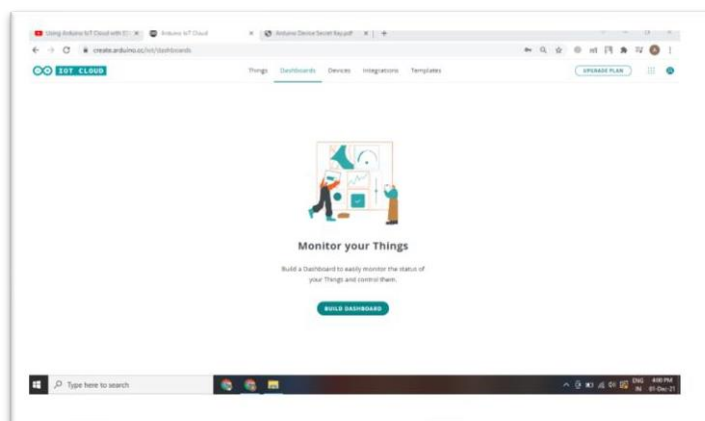 Using Arduino IoT Cloud with E
Arduino IoT Cloud
Arduino Device Secret Key.pdf
create.arduino.cc/iot/dashboards
IOT CLOUD
Things Dashboards Devices Integrations Templates
UPGRADE PLAN
Monitor your Things
Build a Dashboard to easily monitor the status of
your Things and control them.
BUILD DASHBOARD
Type here to search
ENG 4:00 PM
IN 01-Dec-21